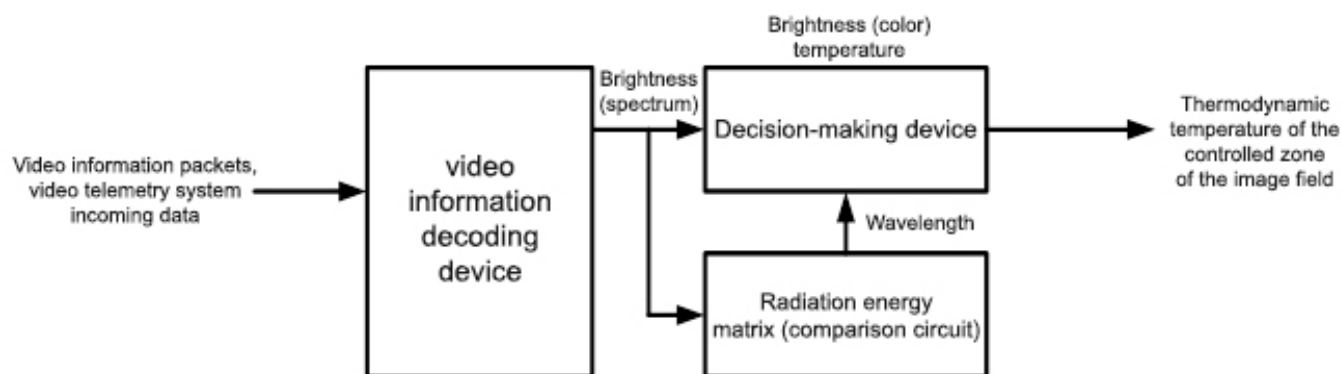 Video information packets,
video telemetry system
incoming data
video
information
decoding
device
Brightness
(spectrum)
Brightness (color)
temperature
Decision-making device
Wavelength
Radiation energy
matrix (comparison circuit)
Thermodynamic
temperature of the
controlled zone
of the image field